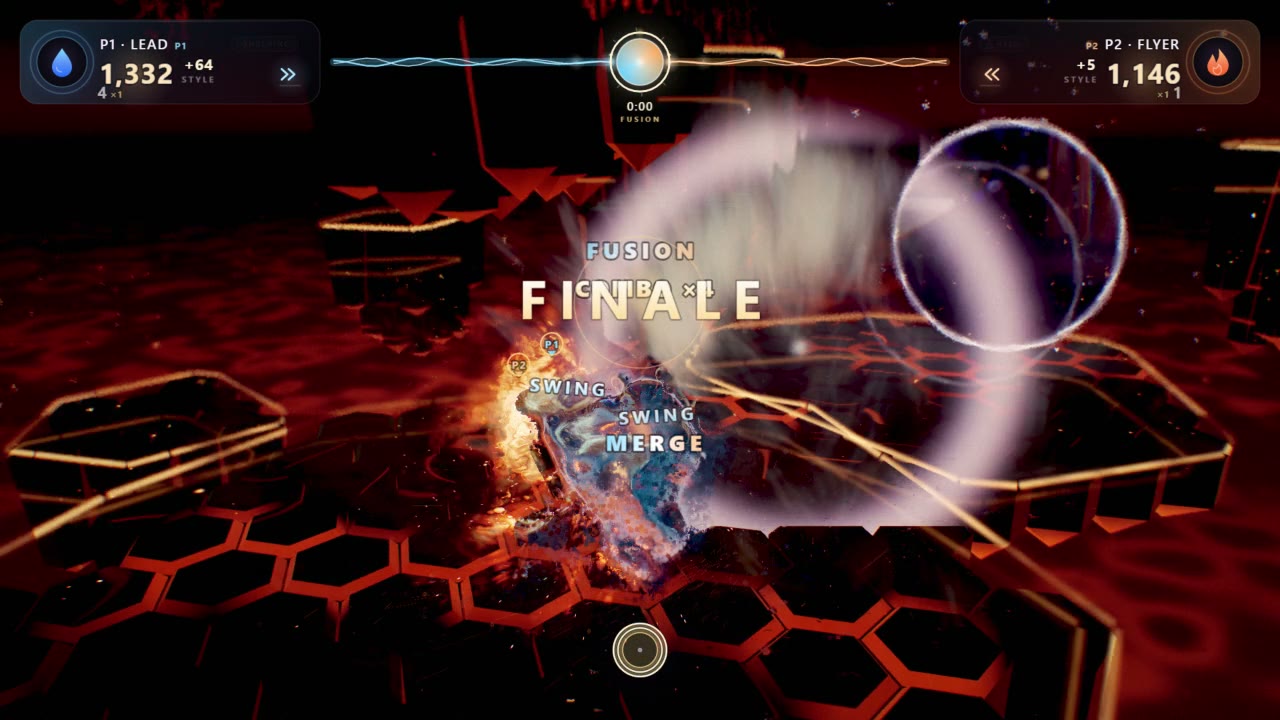 P1 · LEAD P1
1,332 +64
STYLE
4 ×1
0:00
FUSION
P2 P2 · FLYER
+5 1,146
STYLE
×1 1
FUSION
FINALE
P1
P2
SWING
SWING
MERGE